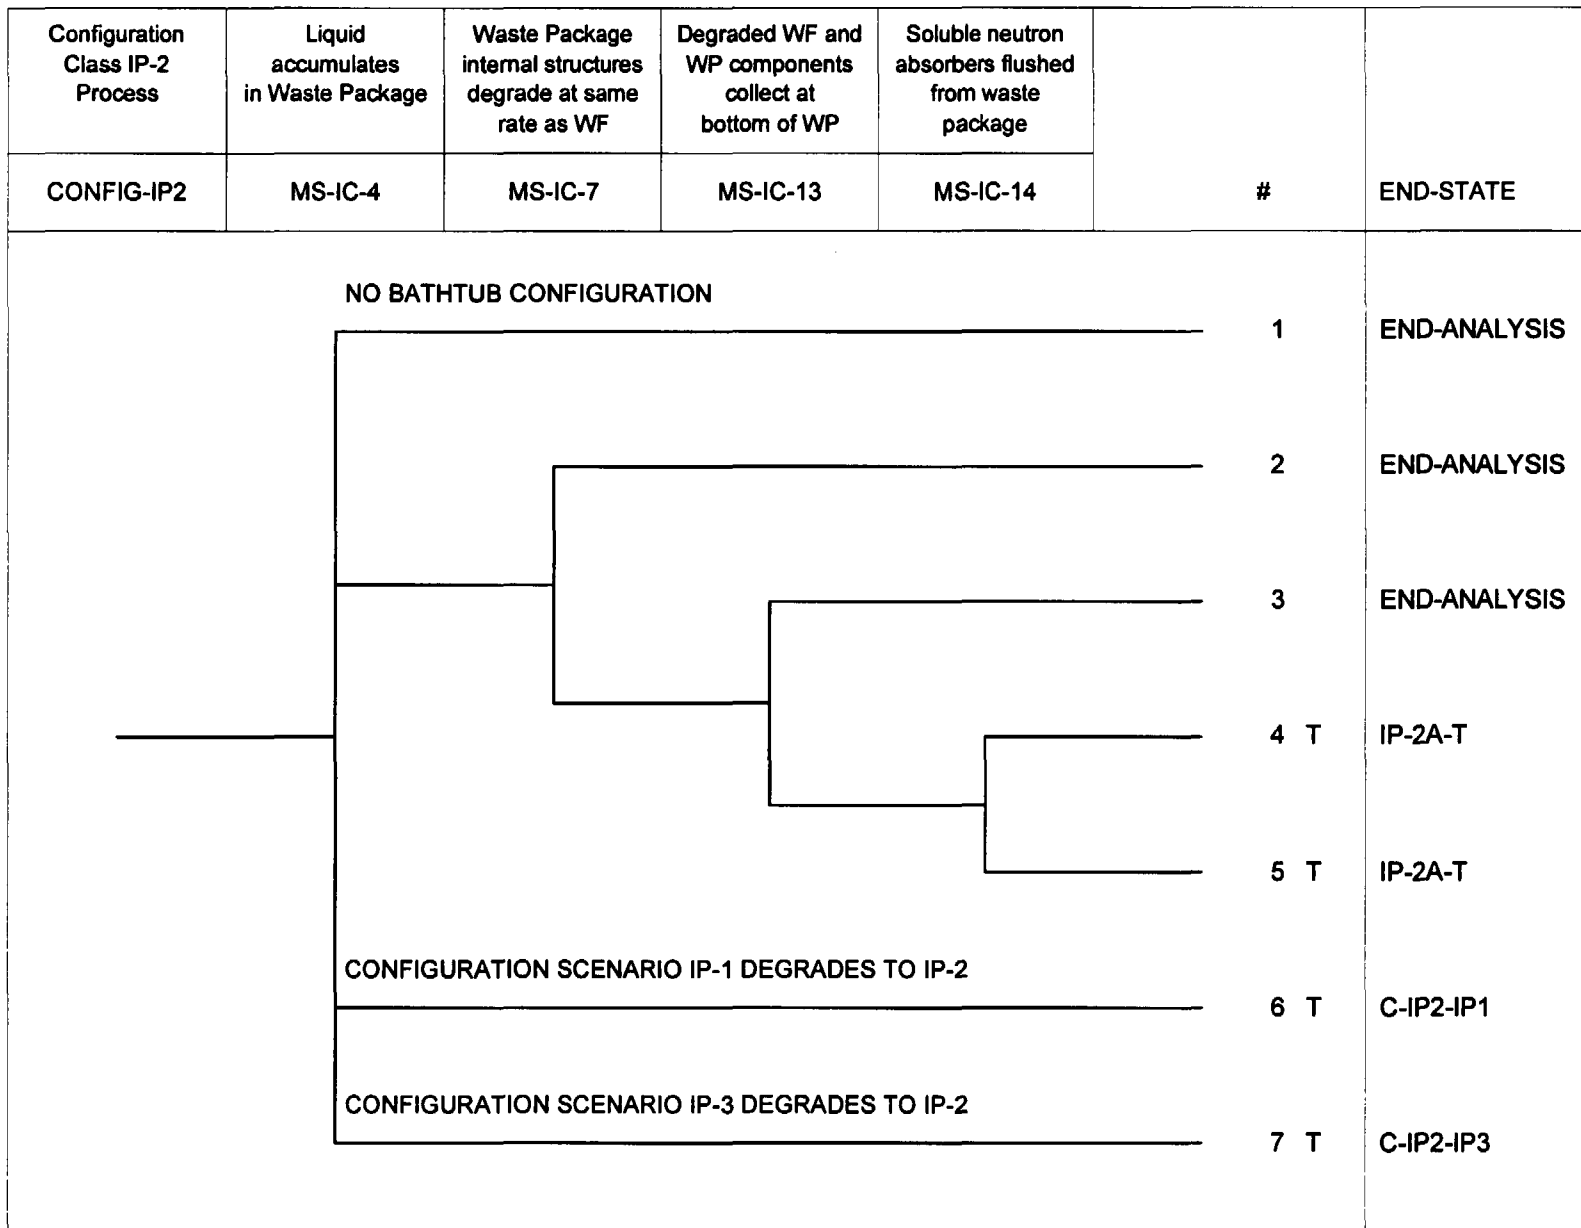 Configuration
Class IP-2
Process
Liquid
accumulates
in Waste Package
Waste Package
internal structures
degrade at same
rate as WF
Degraded WF and
WP components
collect at
bottom of WP
Soluble neutron
absorbers flushed
from waste
package
CONFIG-IP2
MS-IC-4
MS-IC-7
MS-IC-13
MS-IC-14
#
END-STATE
NO BATHTUB CONFIGURATION
1 END-ANALYSIS
2 END-ANALYSIS
3 END-ANALYSIS
4 T IP-2A-T
5 T IP-2A-T
CONFIGURATION SCENARIO IP-1 DEGRADES TO IP-2
6 T C-IP2-IP1
CONFIGURATION SCENARIO IP-3 DEGRADES TO IP-2
7 T C-IP2-IP3